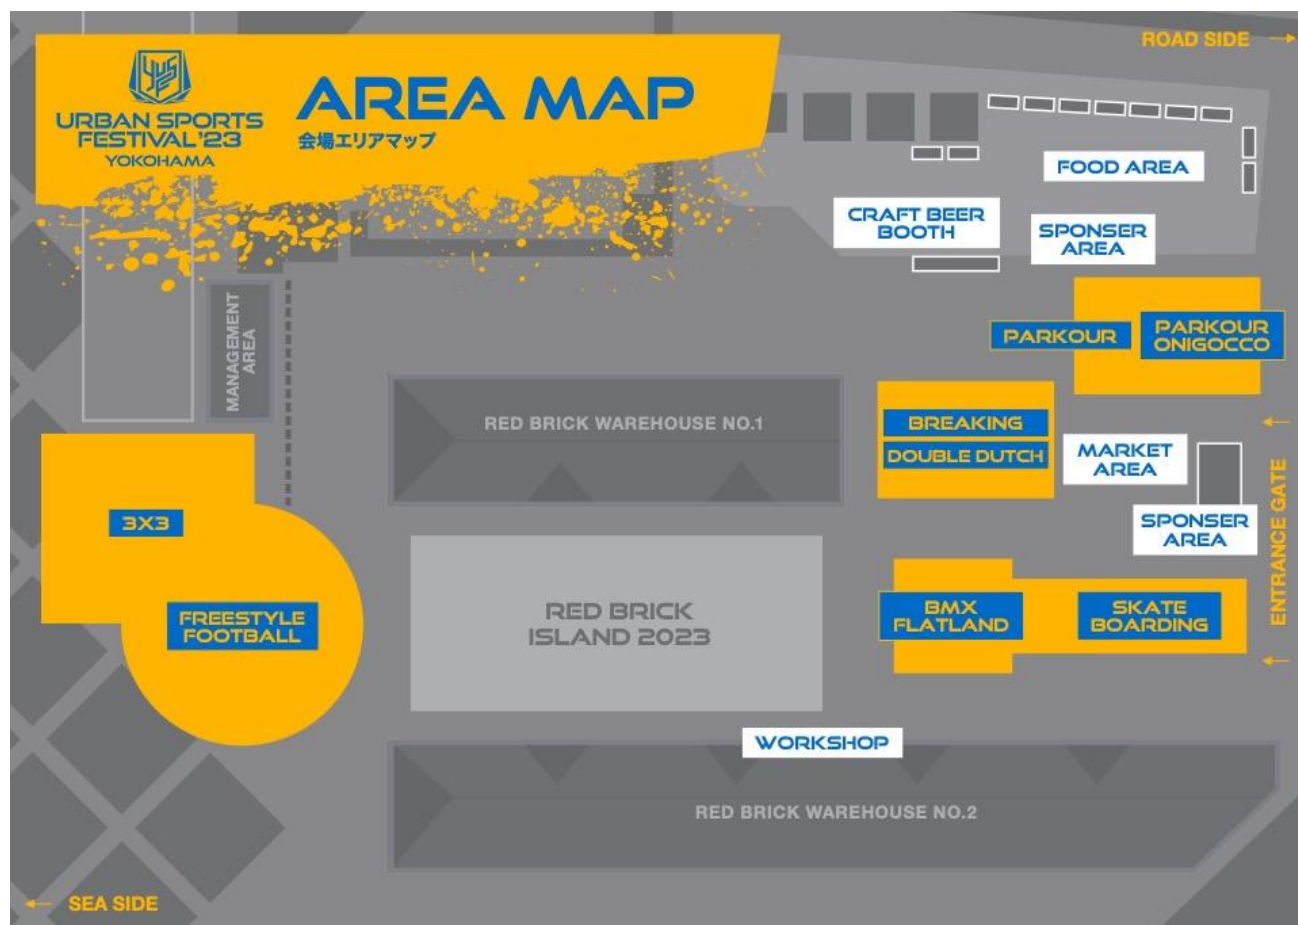 URBAN SPORTS
FESTIVAL'23
YOKOHAMA
AREA MAP
会場エリアマップ
ROAD SIDE
FOOD AREA
CRAFT BEER
BOOTH
SPONSER
AREA
MANAGEMENT
AREA
PARKOUR
PARKOUR
ONIGOCCO
RED BRICK WAREHOUSE NO.1
BREAKING
DOUBLE DUTCH
MARKET
AREA
SPONSER
AREA
ENTRANCE GATE
3X3
FREESTYLE
FOOTBALL
RED BRICK
ISLAND 2023
BMX
FLATLAND
SKATE
BOARDING
WORKSHOP
RED BRICK WAREHOUSE NO.2
SEA SIDE